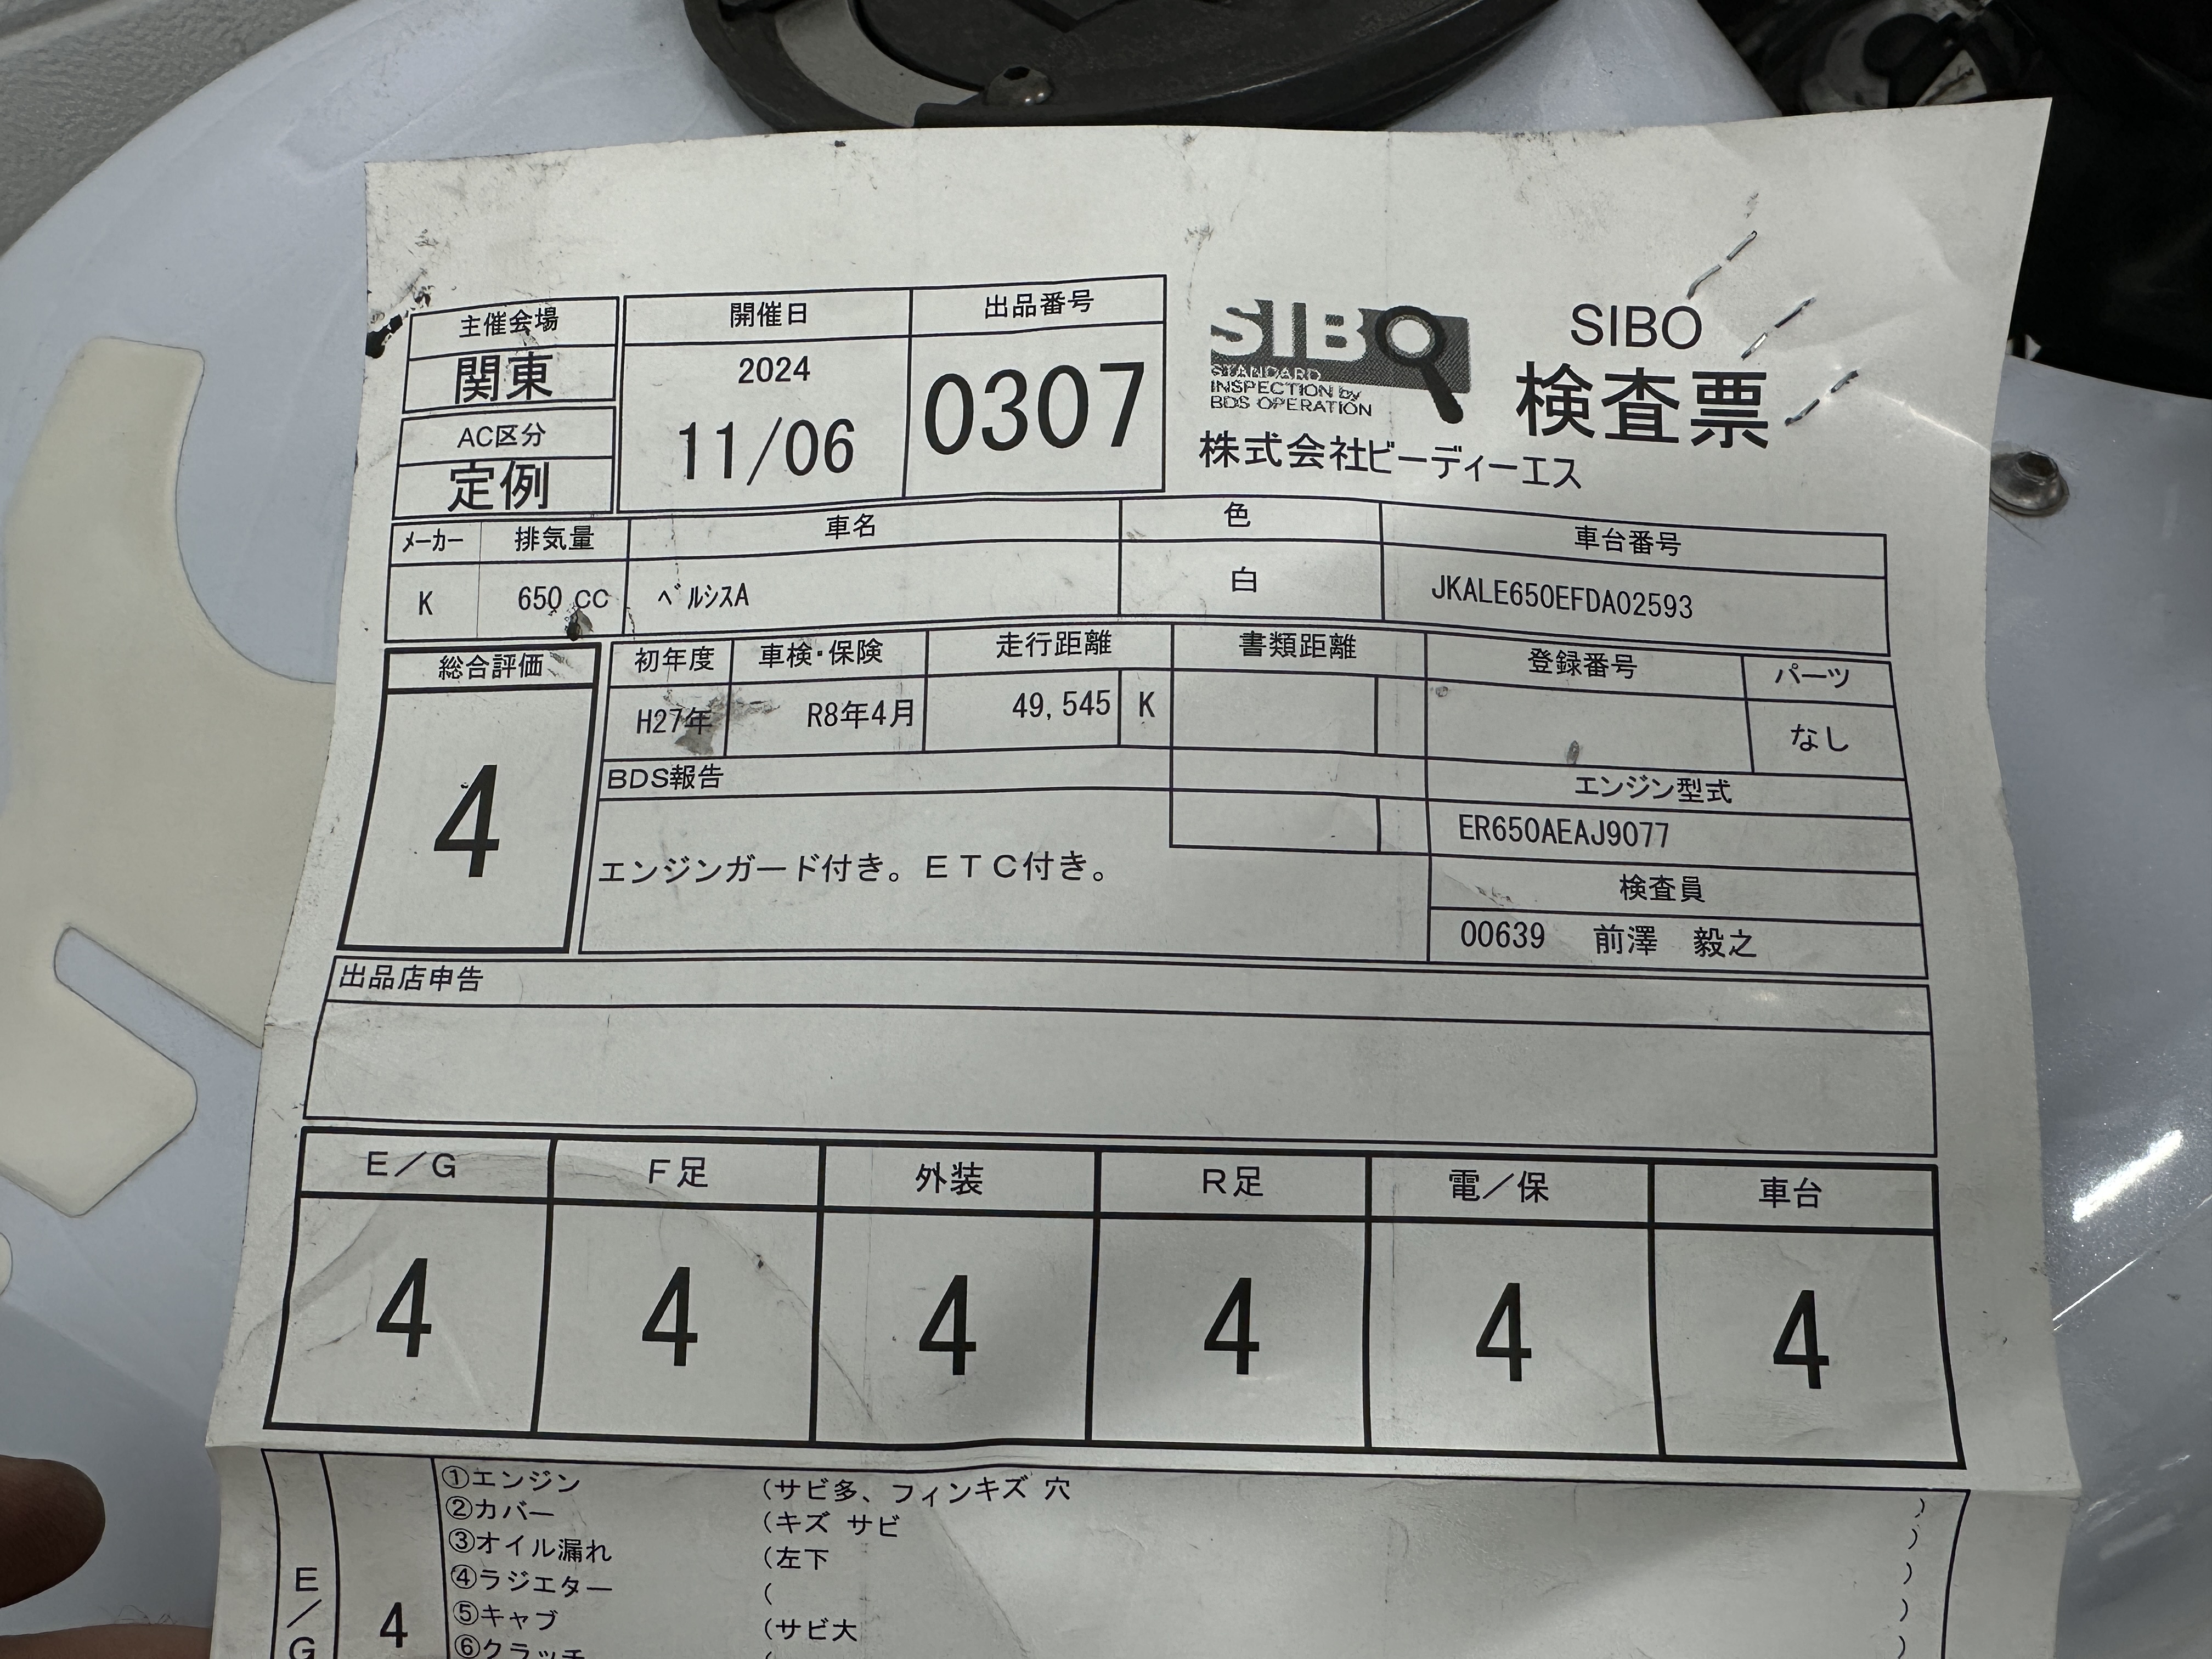 主催会場
関東
AC区分
定例
開催日
2024
11/06
出品番号
0307
SIBO
STANDARD
INSPECTION by
BDS OPERATION
SIBO
検査票
株式会社ビーディーエス
メーカー 排気量 車名 色 車台番号
K 650 cc ベルシスA 白 JKALE650EFDA02593
総合評価
4
初年度 車検・保険 走行距離 書類距離 登録番号 パーツ
H27年 R8年4月 49,545 K なし
BDS報告
エンジンガード付き。ETC付き。
エンジン型式
ER650AEAJ9077
検査員
00639 前澤 毅之
出品店申告
E/G F足 外装 R足 電/保 車台
4 4 4 4 4 4
E/G
4
①エンジン (サビ多、フィンキズ 穴 )
②カバー (キズ サビ )
③オイル漏れ (左下 )
④ラジエター ( )
⑤キャブ (サビ大 )
⑥クラッチ (